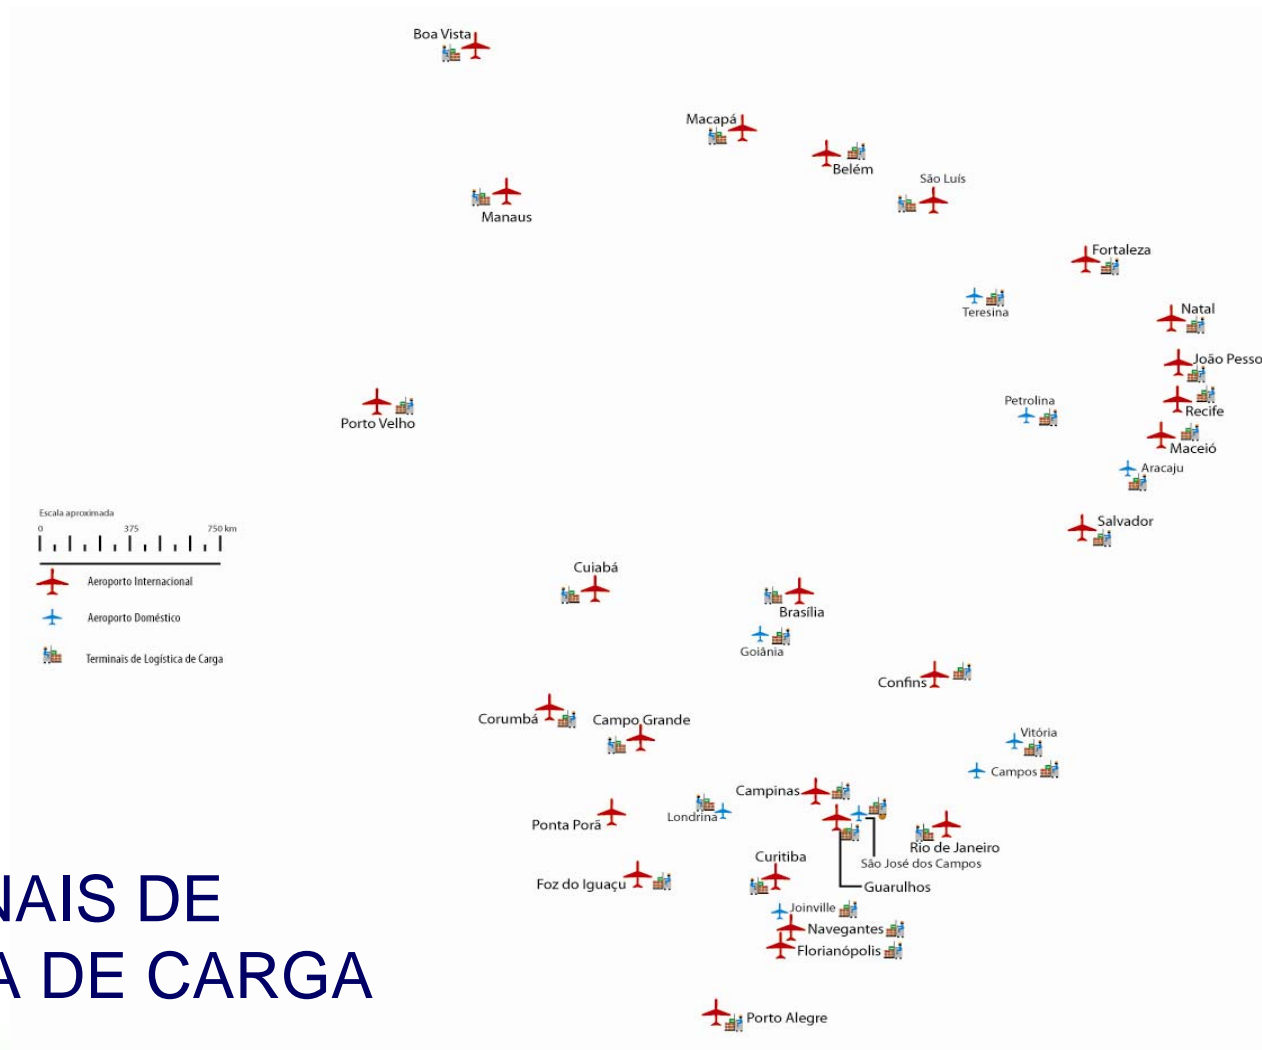 Boa Vista
Macapá
Belém
São Luís
Manaus
Fortaleza
Teresina
Natal
João Pesso
Petrolina
Recife
Porto Velho
Maceió
Aracaju
Escala aproximada
0 375 750 km
Salvador
Aeroporto Internacional
Aeroporto Doméstico
Terminais de Logística de Carga
Cuiabá
Brasília
Goiânia
Confins
Corumbá
Campo Grande
Vitória
Campos
Campinas
Londrina
Ponta Porã
Rio de Janeiro
São José dos Campos
Curitiba
Foz do Iguaçu
Guarulhos
Joinville
Navegantes
Florianópolis
NAIS DE
A DE CARGA
Porto Alegre